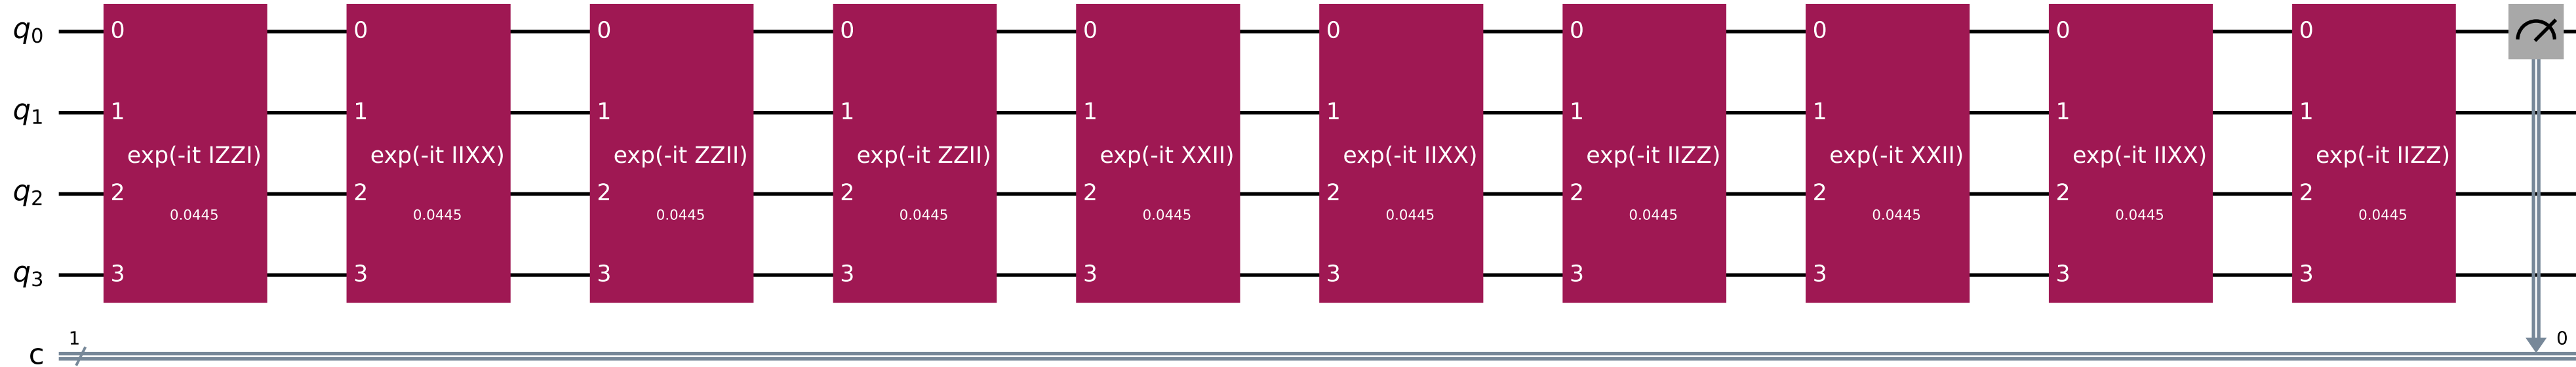 q0 0 0 0 0 0 0 0 0 0 0
q1 1 1 1 1 1 1 1 1 1 1
exp(-it IZZI) exp(-it IIXX) exp(-it ZZII) exp(-it ZZII) exp(-it XXII) exp(-it IIXX) exp(-it IIZZ) exp(-it XXII) exp(-it IIXX) exp(-it IIZZ)
q2 2 2 2 2 2 2 2 2 2 2
0.0445 0.0445 0.0445 0.0445 0.0445 0.0445 0.0445 0.0445 0.0445 0.0445
q3 3 3 3 3 3 3 3 3 3 3
1 0
c